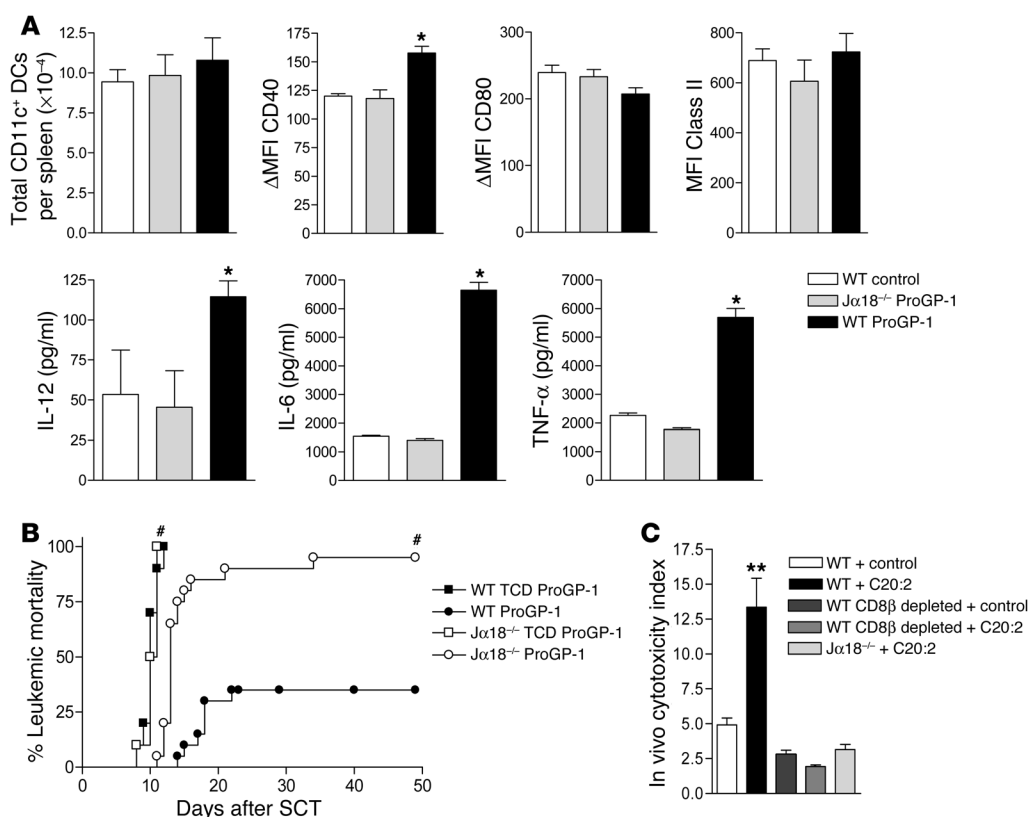 A
Total CD11c⁺ DCs
per spleen (×10⁻⁴)
12.5
10.0
7.5
5.0
2.5
0.0
ΔMFI CD40
175
150
125
100
75
50
25
0
*
ΔMFI CD80
300
200
100
0
MFI Class II
800
600
400
200
0
IL-12 (pg/ml)
125
100
75
50
25
0
*
IL-6 (pg/ml)
7000
6000
5000
4000
3000
2000
1000
0
*
TNF-α (pg/ml)
7000
6000
5000
4000
3000
2000
1000
0
*
WT control
Jα18⁻/⁻ ProGP-1
WT ProGP-1
B
% Leukemic mortality
100
75
50
25
0
#
#
0
10
20
30
40
50
Days after SCT
WT TCD ProGP-1
WT ProGP-1
Jα18⁻/⁻ TCD ProGP-1
Jα18⁻/⁻ ProGP-1
C
In vivo cytotoxicity index
17.5
15.0
12.5
10.0
7.5
5.0
2.5
0.0
**
WT + control
WT + C20:2
WT CD8β depleted + control
WT CD8β depleted + C20:2
Jα18⁻/⁻ + C20:2